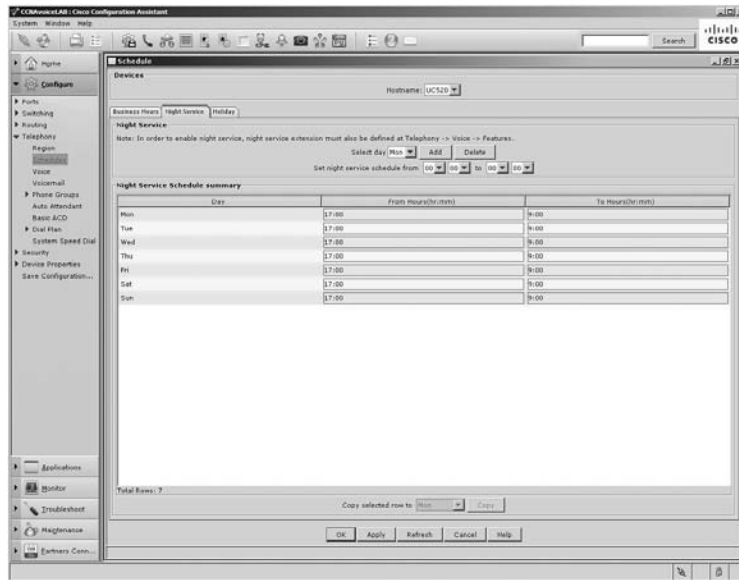 CCNAvoiceLAB : Cisco Configuration Assistant
System Window Help
Search
CISCO
Home
Configure
Ports
Switching
Routing
Telephony
Region
Schedules
Voice
Voicemail
Phone Groups
Auto Attendant
Basic ACD
Dial Plan
System Speed Dial
Security
Device Properties
Save Configuration...
Applications
Monitor
Troubleshoot
Maintenance
Partners Conn...
Schedule
Devices
Hostname: UC520
Business Hours Night Service Holiday
Night Service
Note: In order to enable night service, night service extension must also be defined at Telephony -> Voice -> Features.
Select day Mon Add Delete
Set night service schedule from 00 00 to 00 00
Night Service Schedule summary
Day From Hours(hr:mm) To Hours(hr:mm)
Mon 17:00 9:00
Tue 17:00 9:00
Wed 17:00 9:00
Thu 17:00 9:00
Fri 17:00 9:00
Sat 17:00 9:00
Sun 17:00 9:00
Total Rows: 7
Copy selected row to Mon Copy
OK Apply Refresh Cancel Help